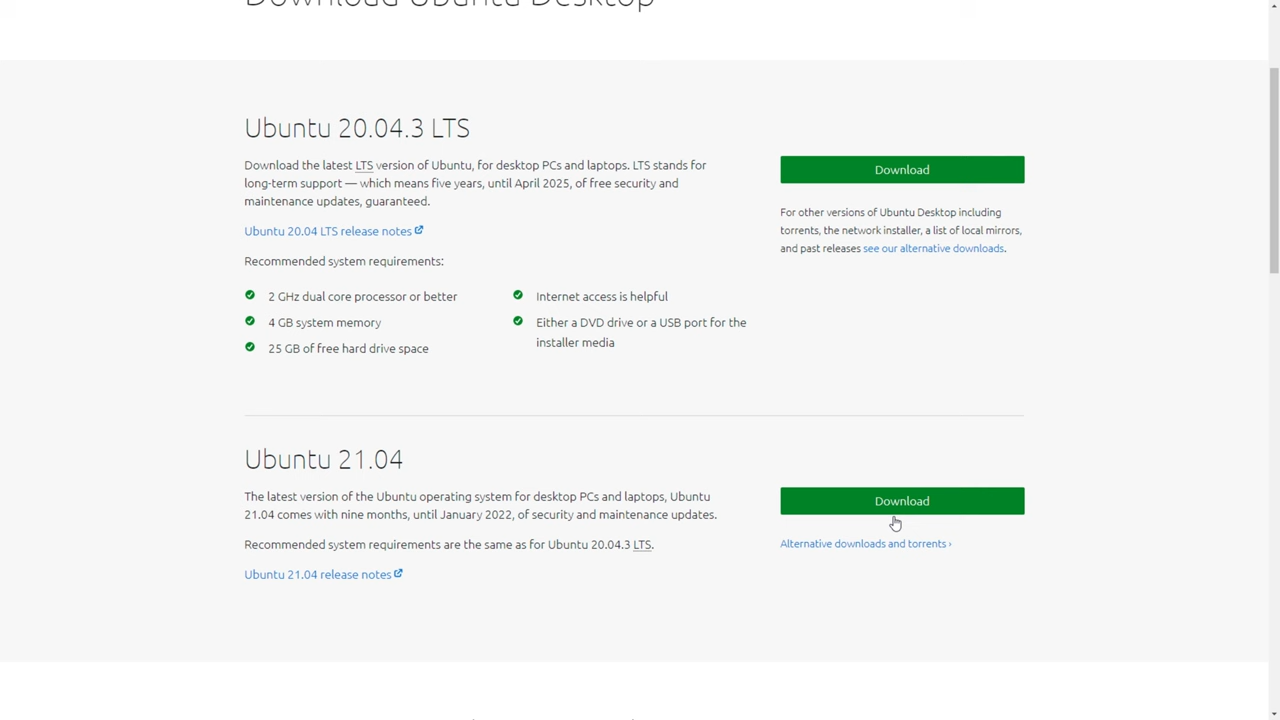 Download Ubuntu Desktop
Ubuntu 20.04.3 LTS
Download the latest LTS version of Ubuntu, for desktop PCs and laptops. LTS stands for
long-term support — which means five years, until April 2025, of free security and
maintenance updates, guaranteed.
Ubuntu 20.04 LTS release notes
Recommended system requirements:
2 GHz dual core processor or better
4 GB system memory
25 GB of free hard drive space
Internet access is helpful
Either a DVD drive or a USB port for the
installer media
Download
For other versions of Ubuntu Desktop including
torrents, the network installer, a list of local mirrors,
and past releases see our alternative downloads.
Ubuntu 21.04
The latest version of the Ubuntu operating system for desktop PCs and laptops, Ubuntu
21.04 comes with nine months, until January 2022, of security and maintenance updates.
Recommended system requirements are the same as for Ubuntu 20.04.3 LTS.
Ubuntu 21.04 release notes
Download
Alternative downloads and torrents ›